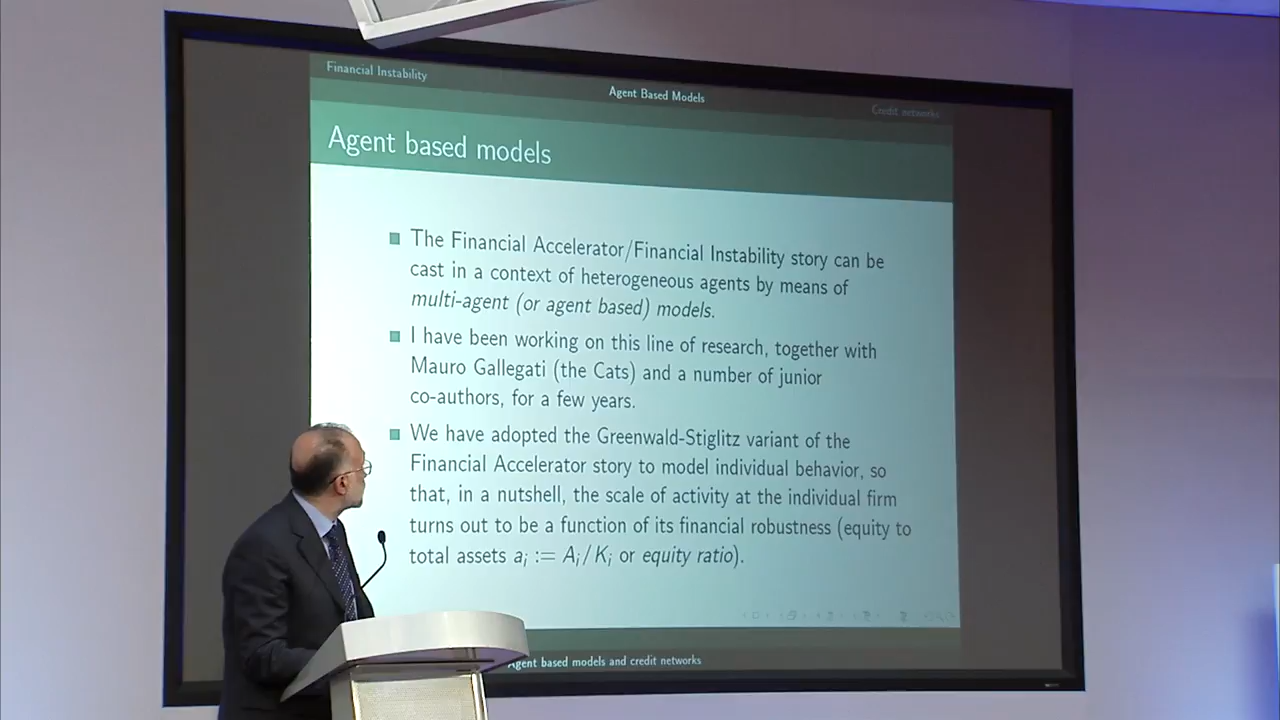 Financial Instability
Agent Based Models
Credit networks
Agent based models
The Financial Accelerator/Financial Instability story can be
cast in a context of heterogeneous agents by means of
multi-agent (or agent based) models.
I have been working on this line of research, together with
Mauro Gallegati (the Cats) and a number of junior
co-authors, for a few years.
We have adopted the Greenwald-Stiglitz variant of the
Financial Accelerator story to model individual behavior, so
that, in a nutshell, the scale of activity at the individual firm
turns out to be a function of its financial robustness (equity to
total assets aᵢ := Aᵢ/Kᵢ or equity ratio).
Agent based models and credit networks